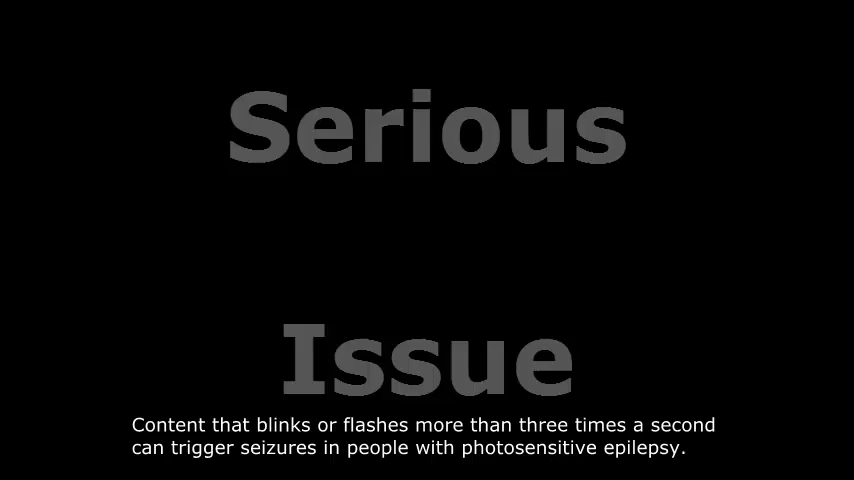 Serious
Issue
Content that blinks or flashes more than three times a second
can trigger seizures in people with photosensitive epilepsy.